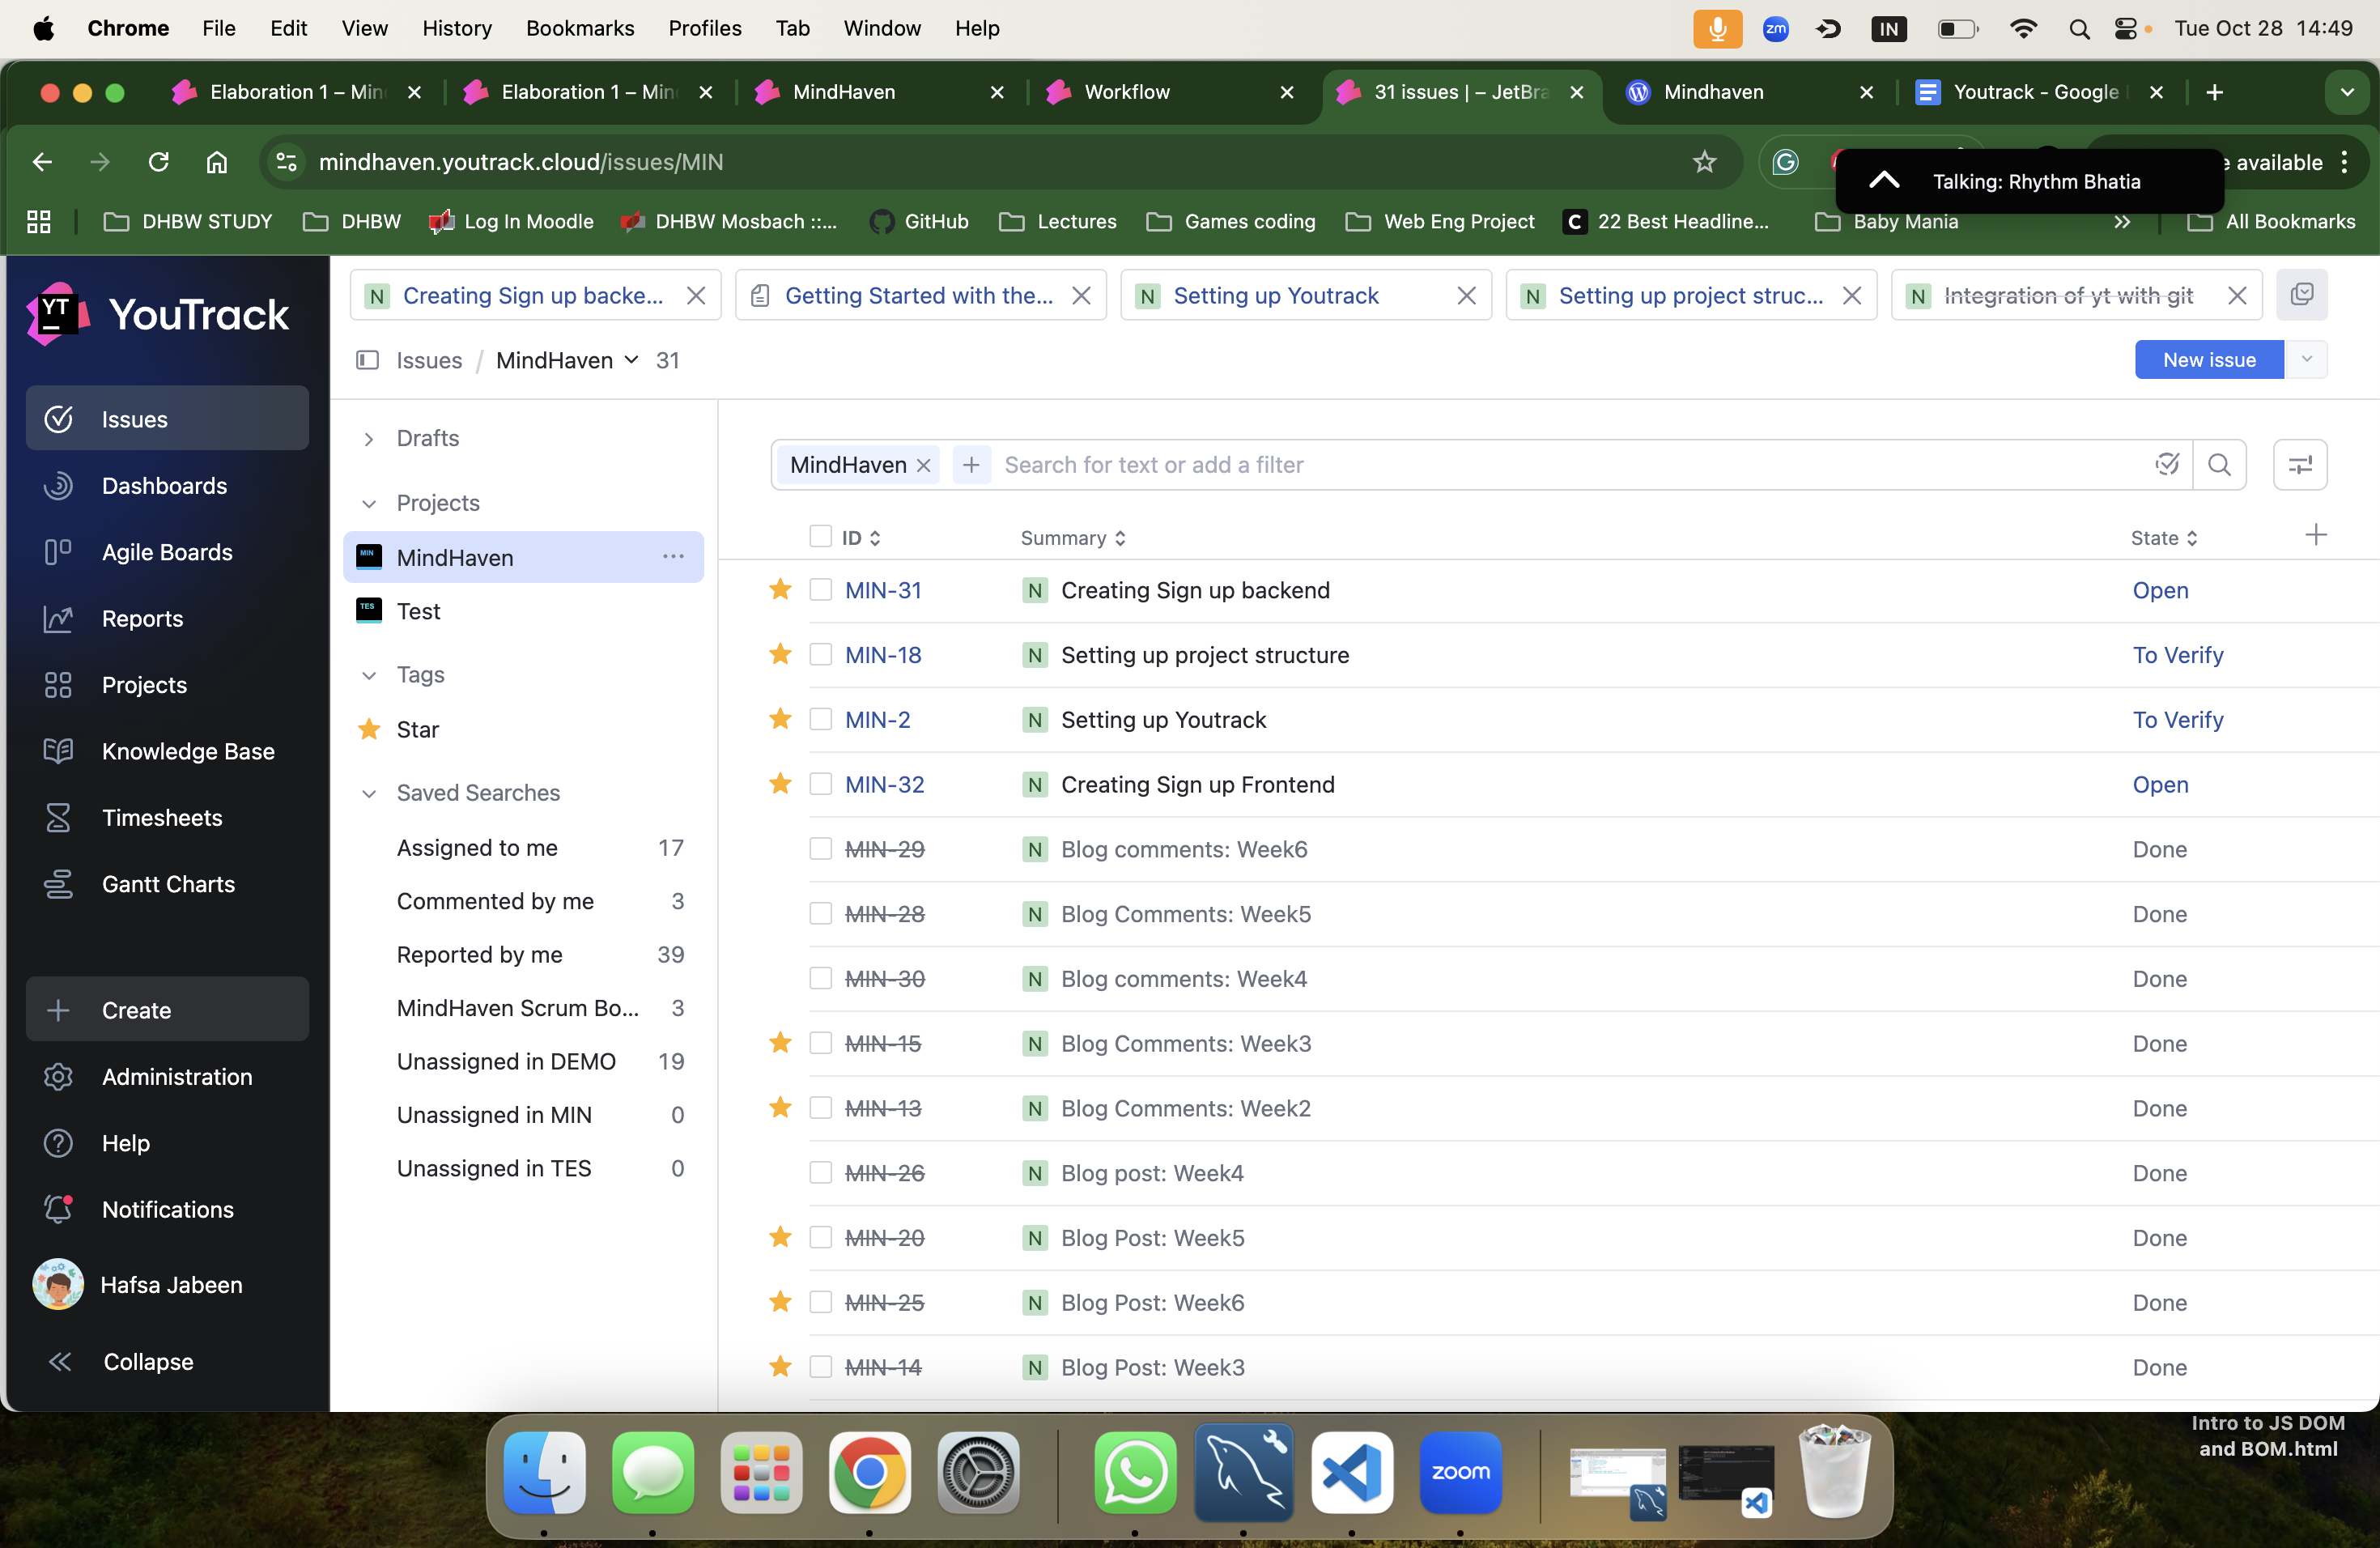 Chrome File Edit View History Bookmarks Profiles Tab Window Help zm IN Tue Oct 28 14:49
Elaboration 1 – Min Elaboration 1 – Min MindHaven Workflow 31 issues | – JetBra Mindhaven Youtrack - Google
mindhaven.youtrack.cloud/issues/MIN e available
Talking: Rhythm Bhatia
DHBW STUDY DHBW Log In Moodle DHBW Mosbach ::... GitHub Lectures Games coding Web Eng Project C 22 Best Headline... Baby Mania » All Bookmarks
YT YouTrack
Issues
Dashboards
Agile Boards
Reports
Projects
Knowledge Base
Timesheets
Gantt Charts
Create
Administration
Help
Notifications
Hafsa Jabeen
Collapse
N Creating Sign up backe... Getting Started with the... N Setting up Youtrack N Setting up project struc... N Integration of yt with git
Issues / MindHaven 31 New issue
Drafts
Projects
MIN MindHaven ...
TES Test
Tags
Star
Saved Searches
Assigned to me 17
Commented by me 3
Reported by me 39
MindHaven Scrum Bo... 3
Unassigned in DEMO 19
Unassigned in MIN 0
Unassigned in TES 0
MindHaven Search for text or add a filter
ID Summary State
MIN-31 N Creating Sign up backend Open
MIN-18 N Setting up project structure To Verify
MIN-2 N Setting up Youtrack To Verify
MIN-32 N Creating Sign up Frontend Open
MIN-29 N Blog comments: Week6 Done
MIN-28 N Blog Comments: Week5 Done
MIN-30 N Blog comments: Week4 Done
MIN-15 N Blog Comments: Week3 Done
MIN-13 N Blog Comments: Week2 Done
MIN-26 N Blog post: Week4 Done
MIN-20 N Blog Post: Week5 Done
MIN-25 N Blog Post: Week6 Done
MIN-14 N Blog Post: Week3 Done
Intro to JS DOM
and BOM.html
zoom